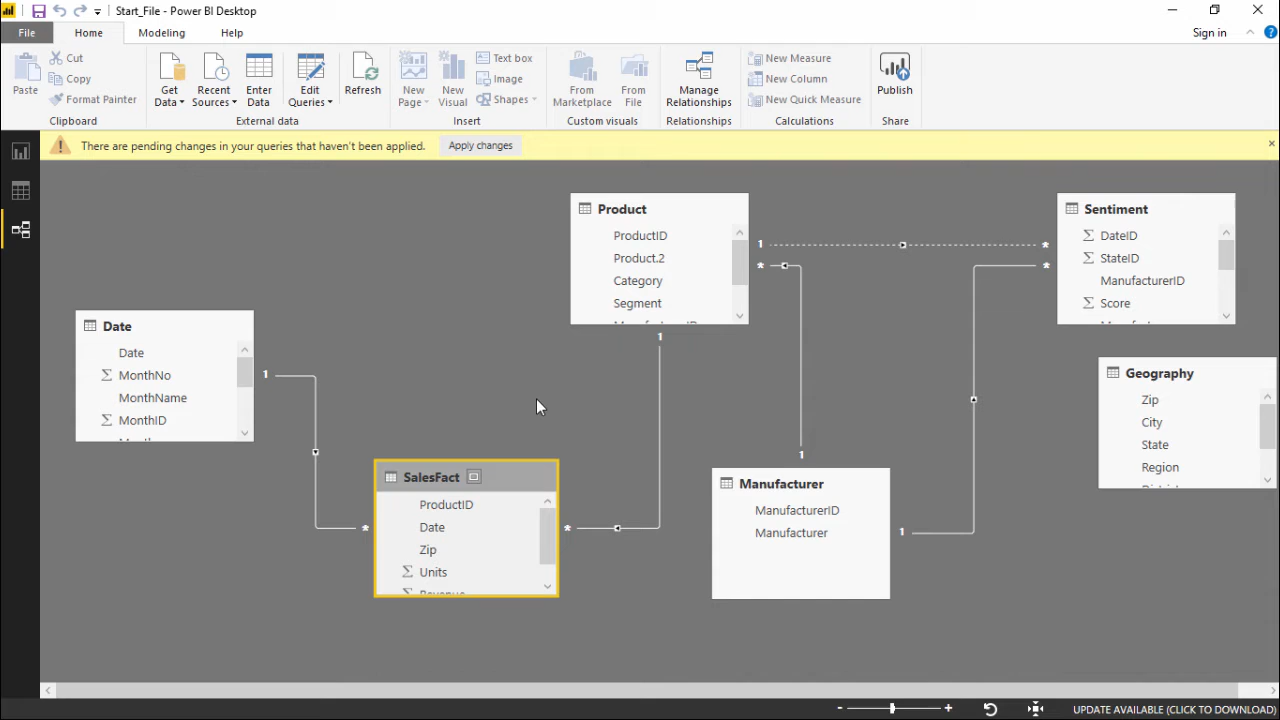 Start_File - Power BI Desktop
File
Home
Modeling
Help
Sign in
Paste
Cut
Copy
Format Painter
Clipboard
Get Data
Recent Sources
Enter Data
Edit Queries
Refresh
External data
New Page
New Visual
Text box
Image
Shapes
Insert
From Marketplace
From File
Custom visuals
Manage Relationships
Relationships
New Measure
New Column
New Quick Measure
Calculations
Publish
Share
There are pending changes in your queries that haven't been applied.
Apply changes
Product
ProductID
Product.2
Category
Segment
1
*
1
*
Sentiment
DateID
StateID
ManufacturerID
Score
*
*
Date
Date
MonthNo
MonthName
MonthID
1
Geography
Zip
City
State
Region
SalesFact
ProductID
Date
Zip
Units
*
*
Manufacturer
ManufacturerID
Manufacturer
1
1
UPDATE AVAILABLE (CLICK TO DOWNLOAD)